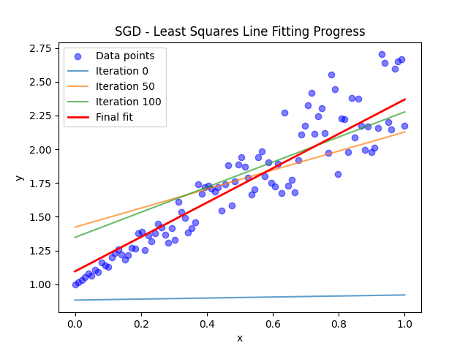 SGD - Least Squares Line Fitting Progress
Data points
Iteration 0
Iteration 50
Iteration 100
Final fit
y
2.75
2.50
2.25
2.00
1.75
1.50
1.25
1.00
0.0 0.2 0.4 0.6 0.8 1.0
x